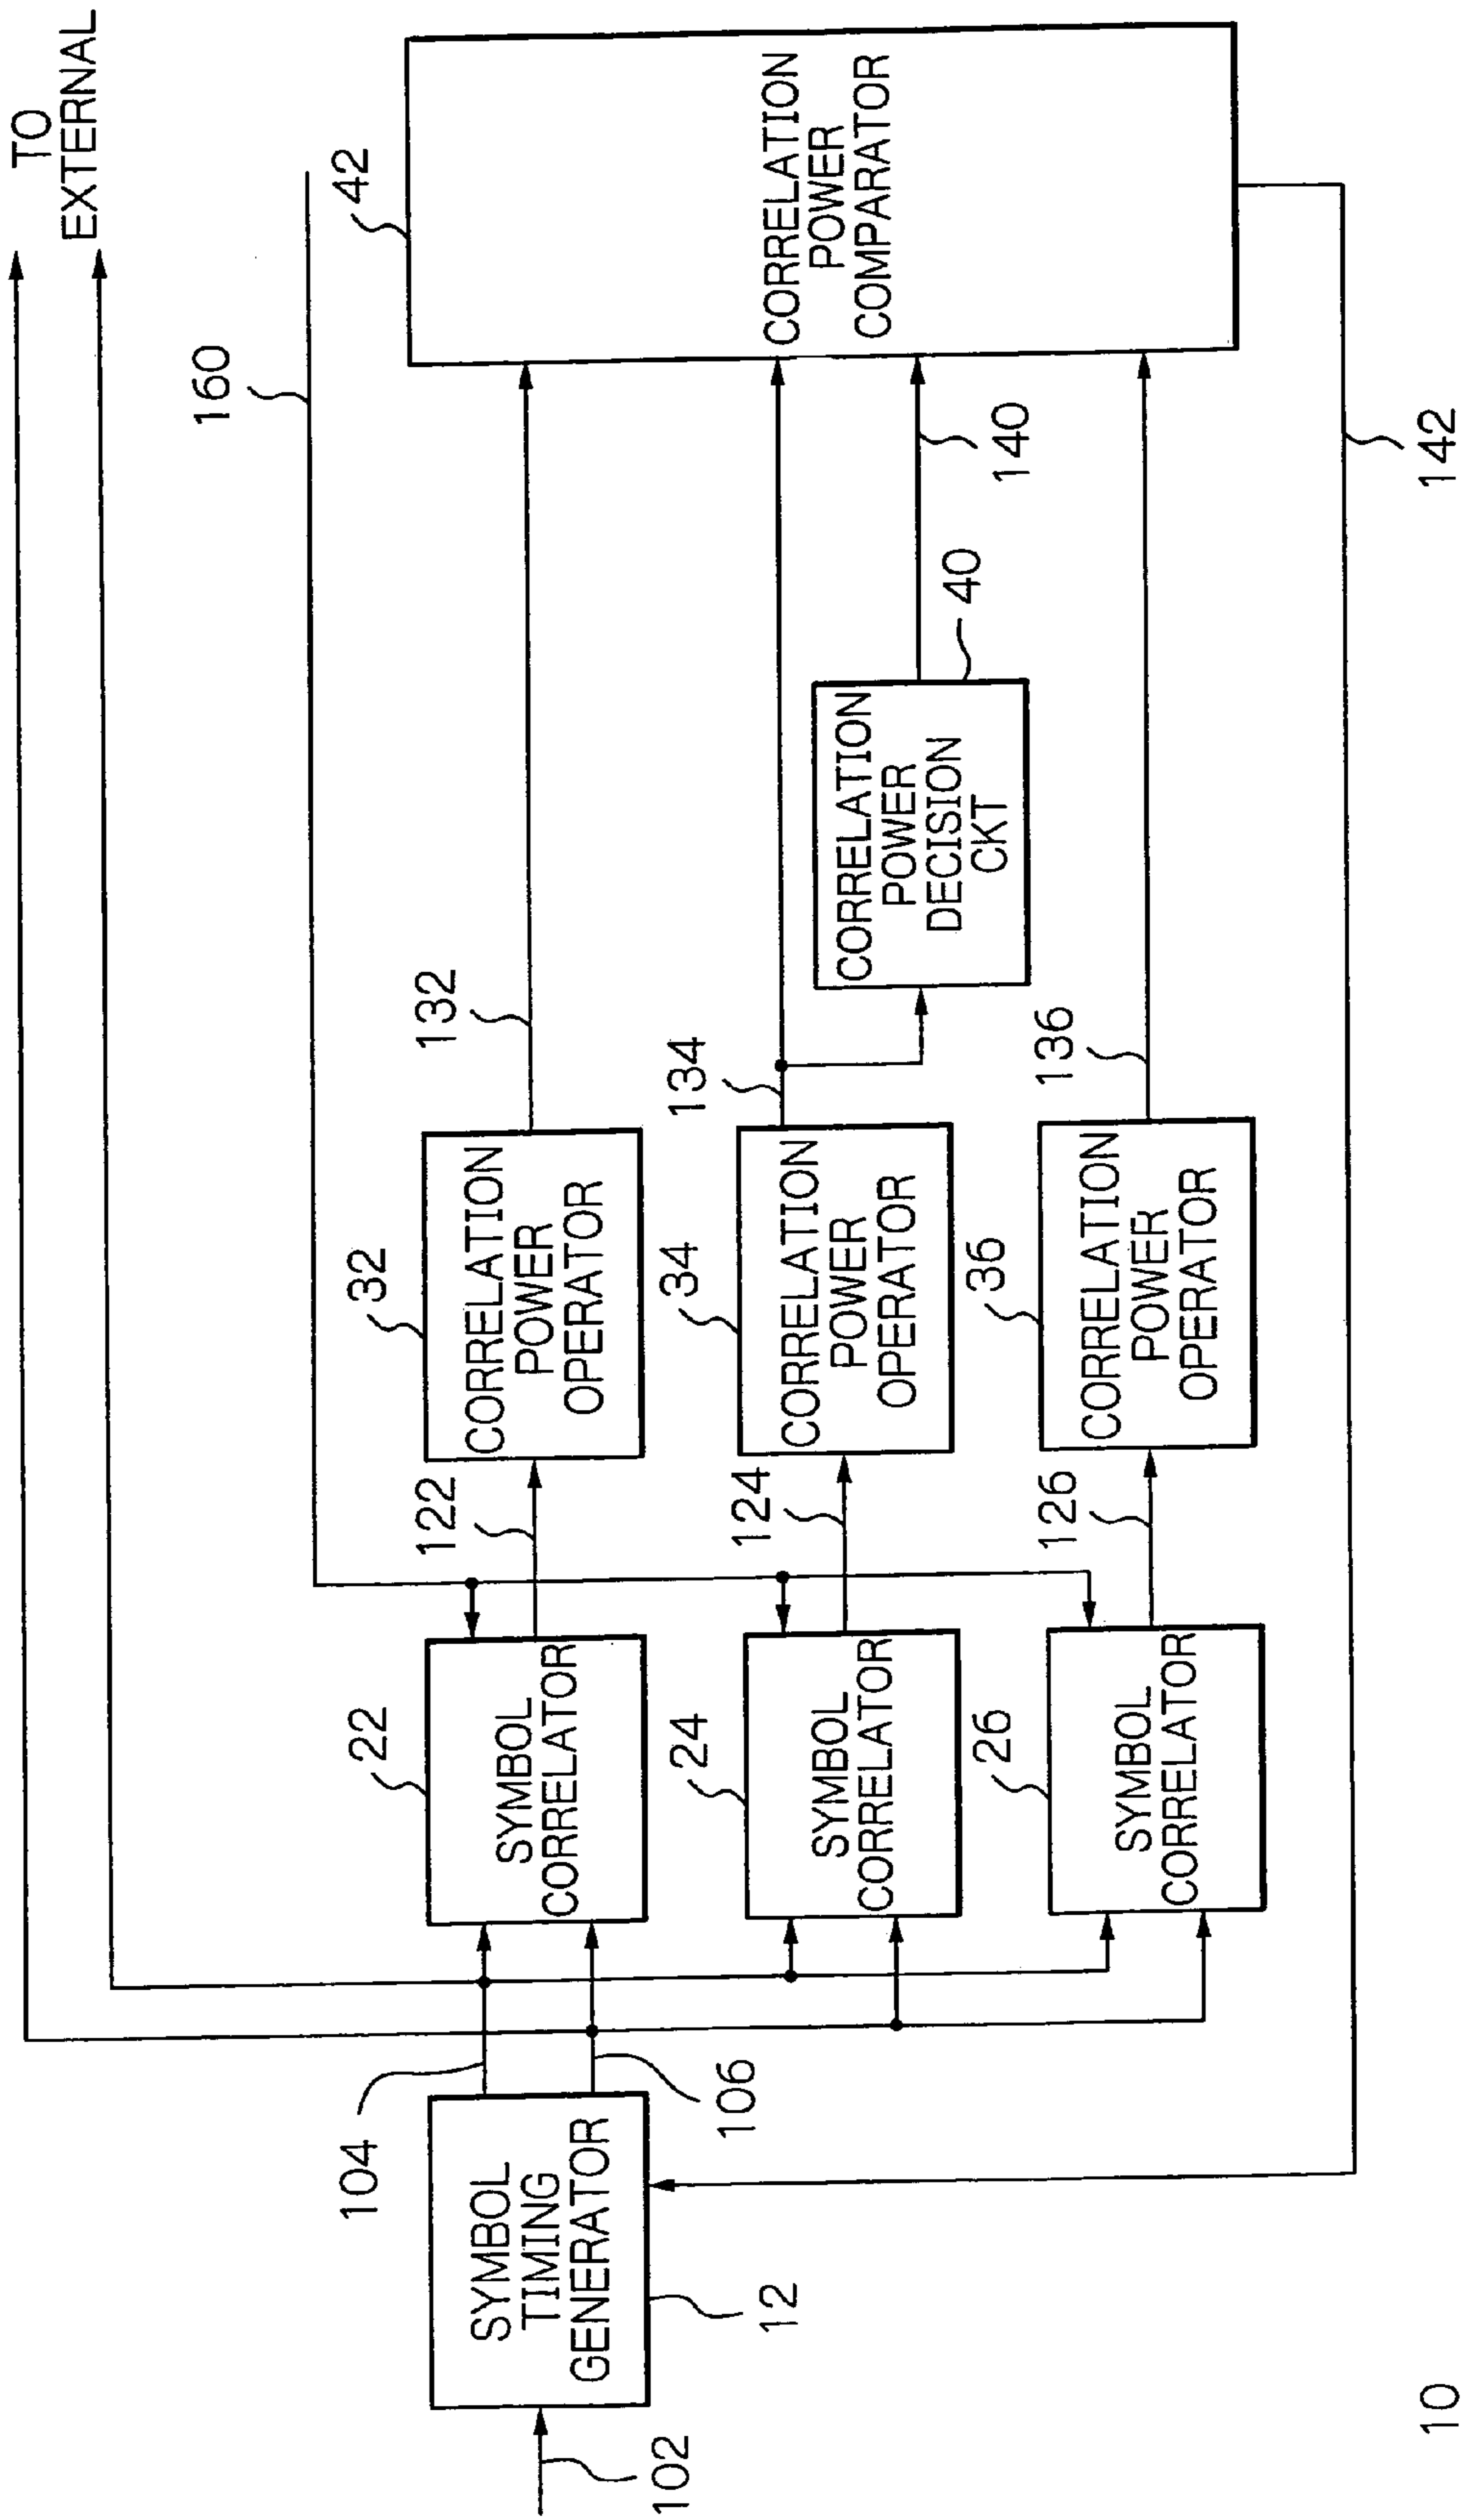 TO
EXTERNAL
160
42
CORRELATION
POWER
COMPARATOR
132
32
CORRELATION
POWER
OPERATOR
122
22
SYMBOL
CORRELATOR
104
SYMBOL
TIMING
GENERATOR
102
12
106
134
34
CORRELATION
POWER
OPERATOR
124
24
SYMBOL
CORRELATOR
140
40
CORRELATION
POWER
DECISION
CKT
136
36
CORRELATION
POWER
OPERATOR
126
26
SYMBOL
CORRELATOR
142
10